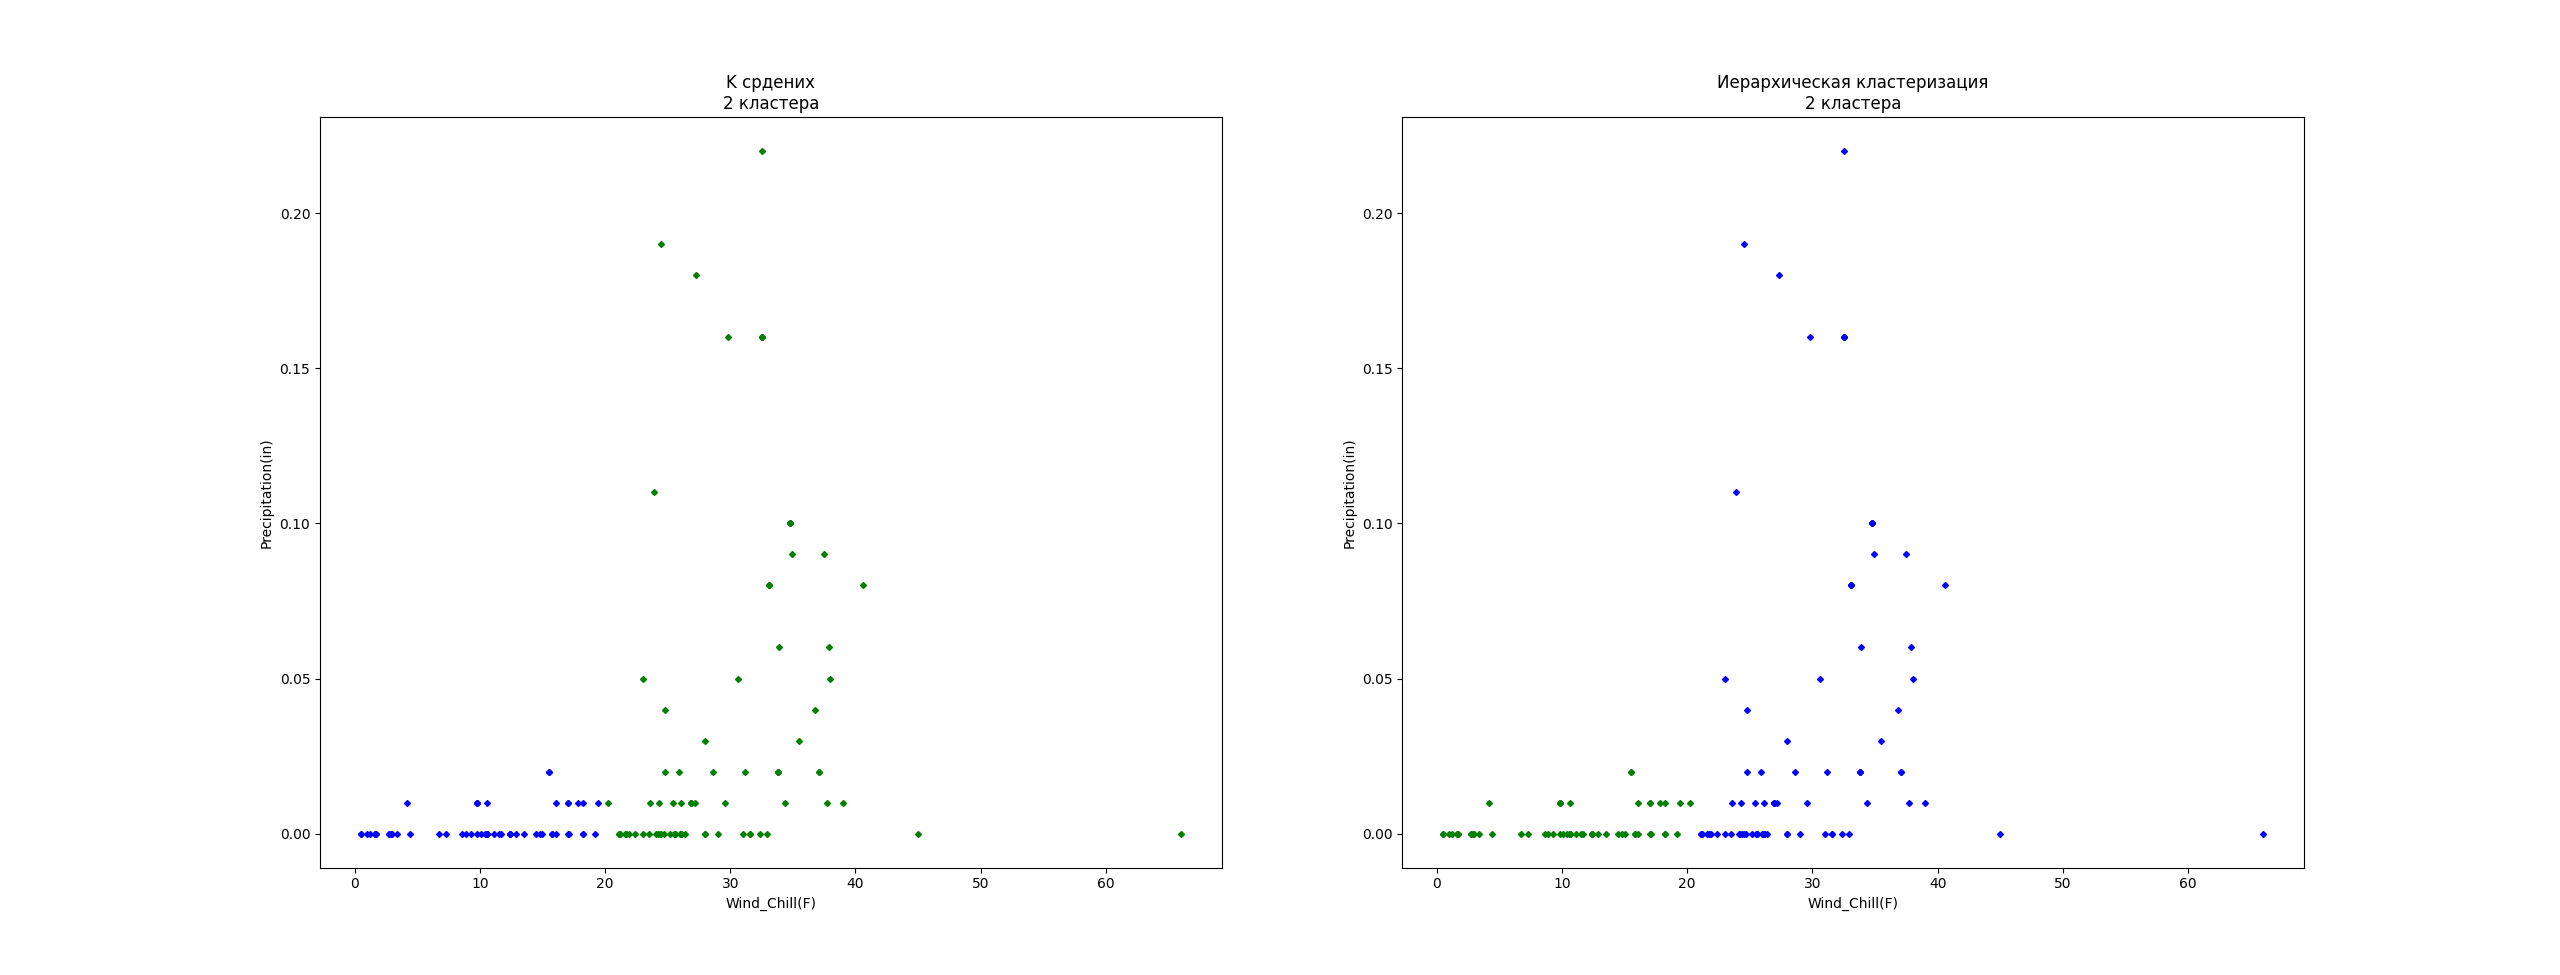 K срдених
2 кластера
0.20
0.15
0.10
0.05
0.00
Precipitation(in)
0 10 20 30 40 50 60
Wind_Chill(F)
Иерархическая кластеризация
2 кластера
0.20
0.15
0.10
0.05
0.00
Precipitation(in)
0 10 20 30 40 50 60
Wind_Chill(F)